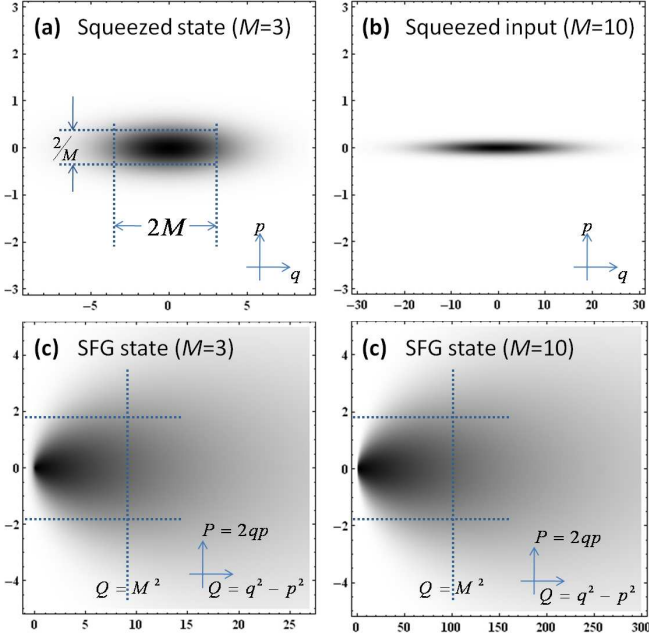 (a) Squeezed state (M=3)
3
2
1
0
−1
−2
−3
2/M
2M
p
q
−5
0
5
(b) Squeezed input (M=10)
3
2
1
0
−1
−2
−3
p
q
−30
−20
−10
0
10
20
30
(c) SFG state (M=3)
4
2
0
−2
−4
P = 2qp
Q = M²
Q = q² − p²
0
5
10
15
20
25
(c) SFG state (M=10)
4
2
0
−2
−4
P = 2qp
Q = M²
Q = q² − p²
0
50
100
150
200
250
300